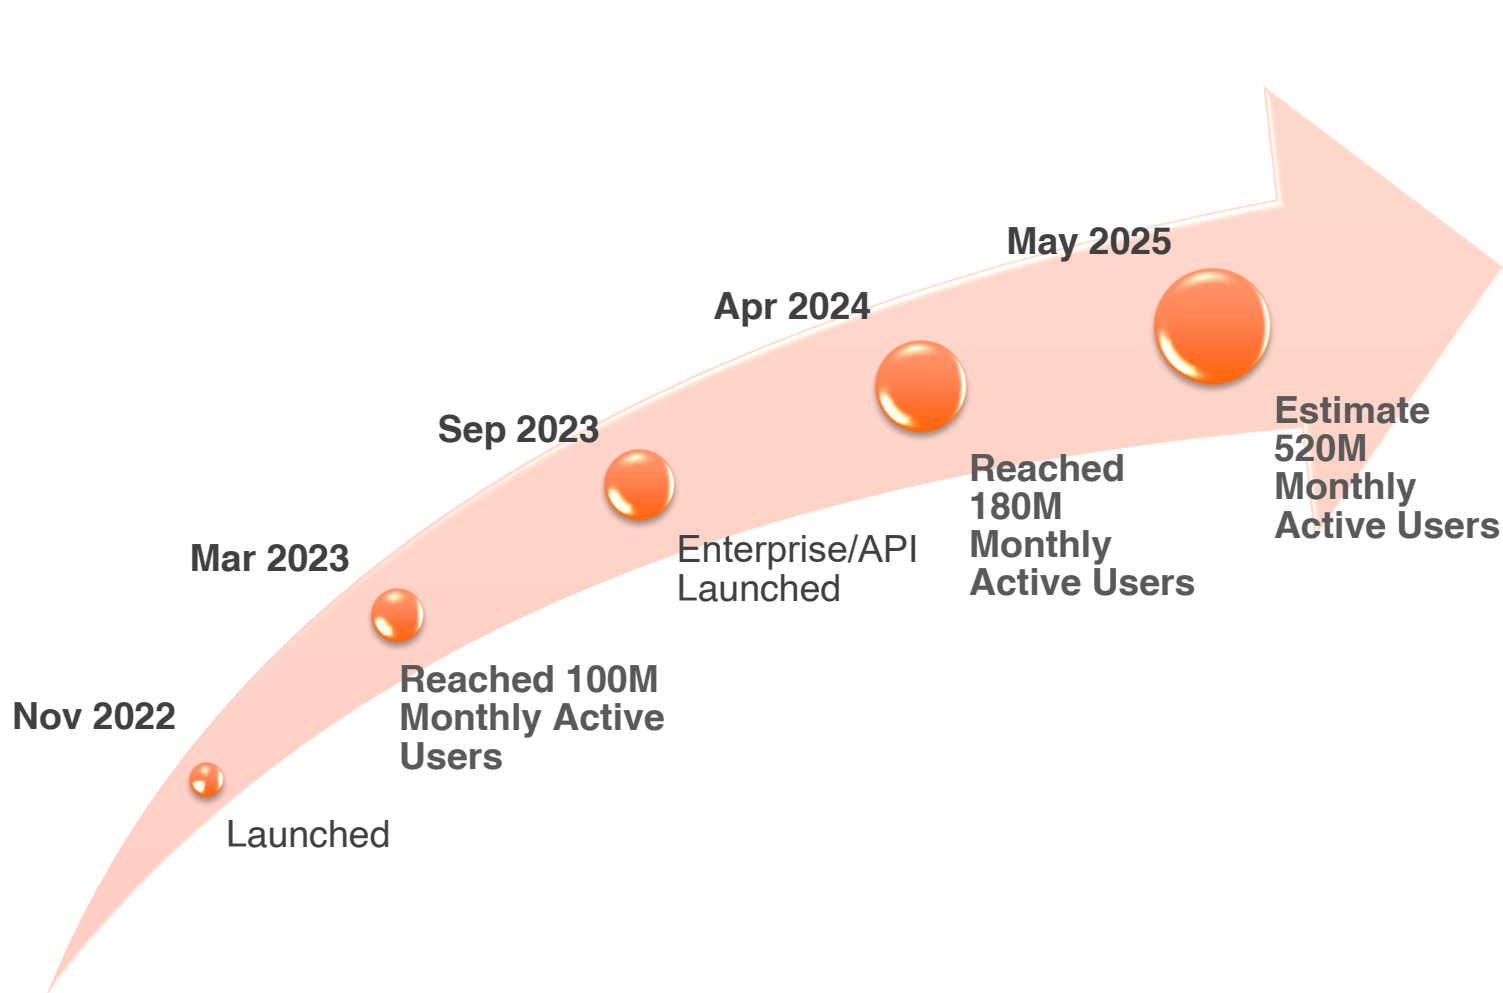 Nov 2022
Launched
Mar 2023
Reached 100M
Monthly Active
Users
Sep 2023
Enterprise/API
Launched
Apr 2024
Reached
180M
Monthly
Active Users
May 2025
Estimate
520M
Monthly
Active Users